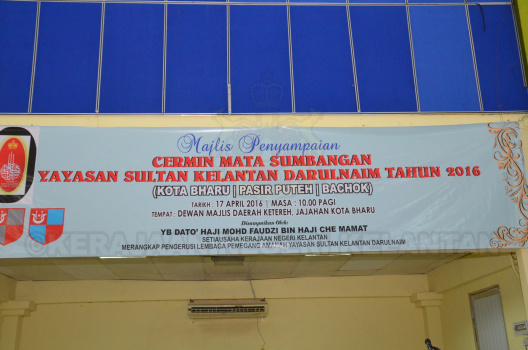 Majlis Penyampaian
CERMIN MATA SUMBANGAN
YAYASAN SULTAN KELANTAN DARULNAIM TAHUN 2016
(KOTA BHARU | PASIR PUTEH | BACHOK)
TARIKH : 17 APRIL 2016 | MASA : 10.00 PAGI
TEMPAT : DEWAN MAJLIS DAERAH KETEREH, JAJAHAN KOTA BHARU
Disempurnakan Oleh:
YB DATO' HAJI MOHD FAUDZI BIN HAJI CHE MAMAT
SETIAUSAHA KERAJAAN NEGERI KELANTAN
MERANGKAP PENGERUSI LEMBAGA PEMEGANG AMANAH YAYASAN SULTAN KELANTAN DARULNAIM